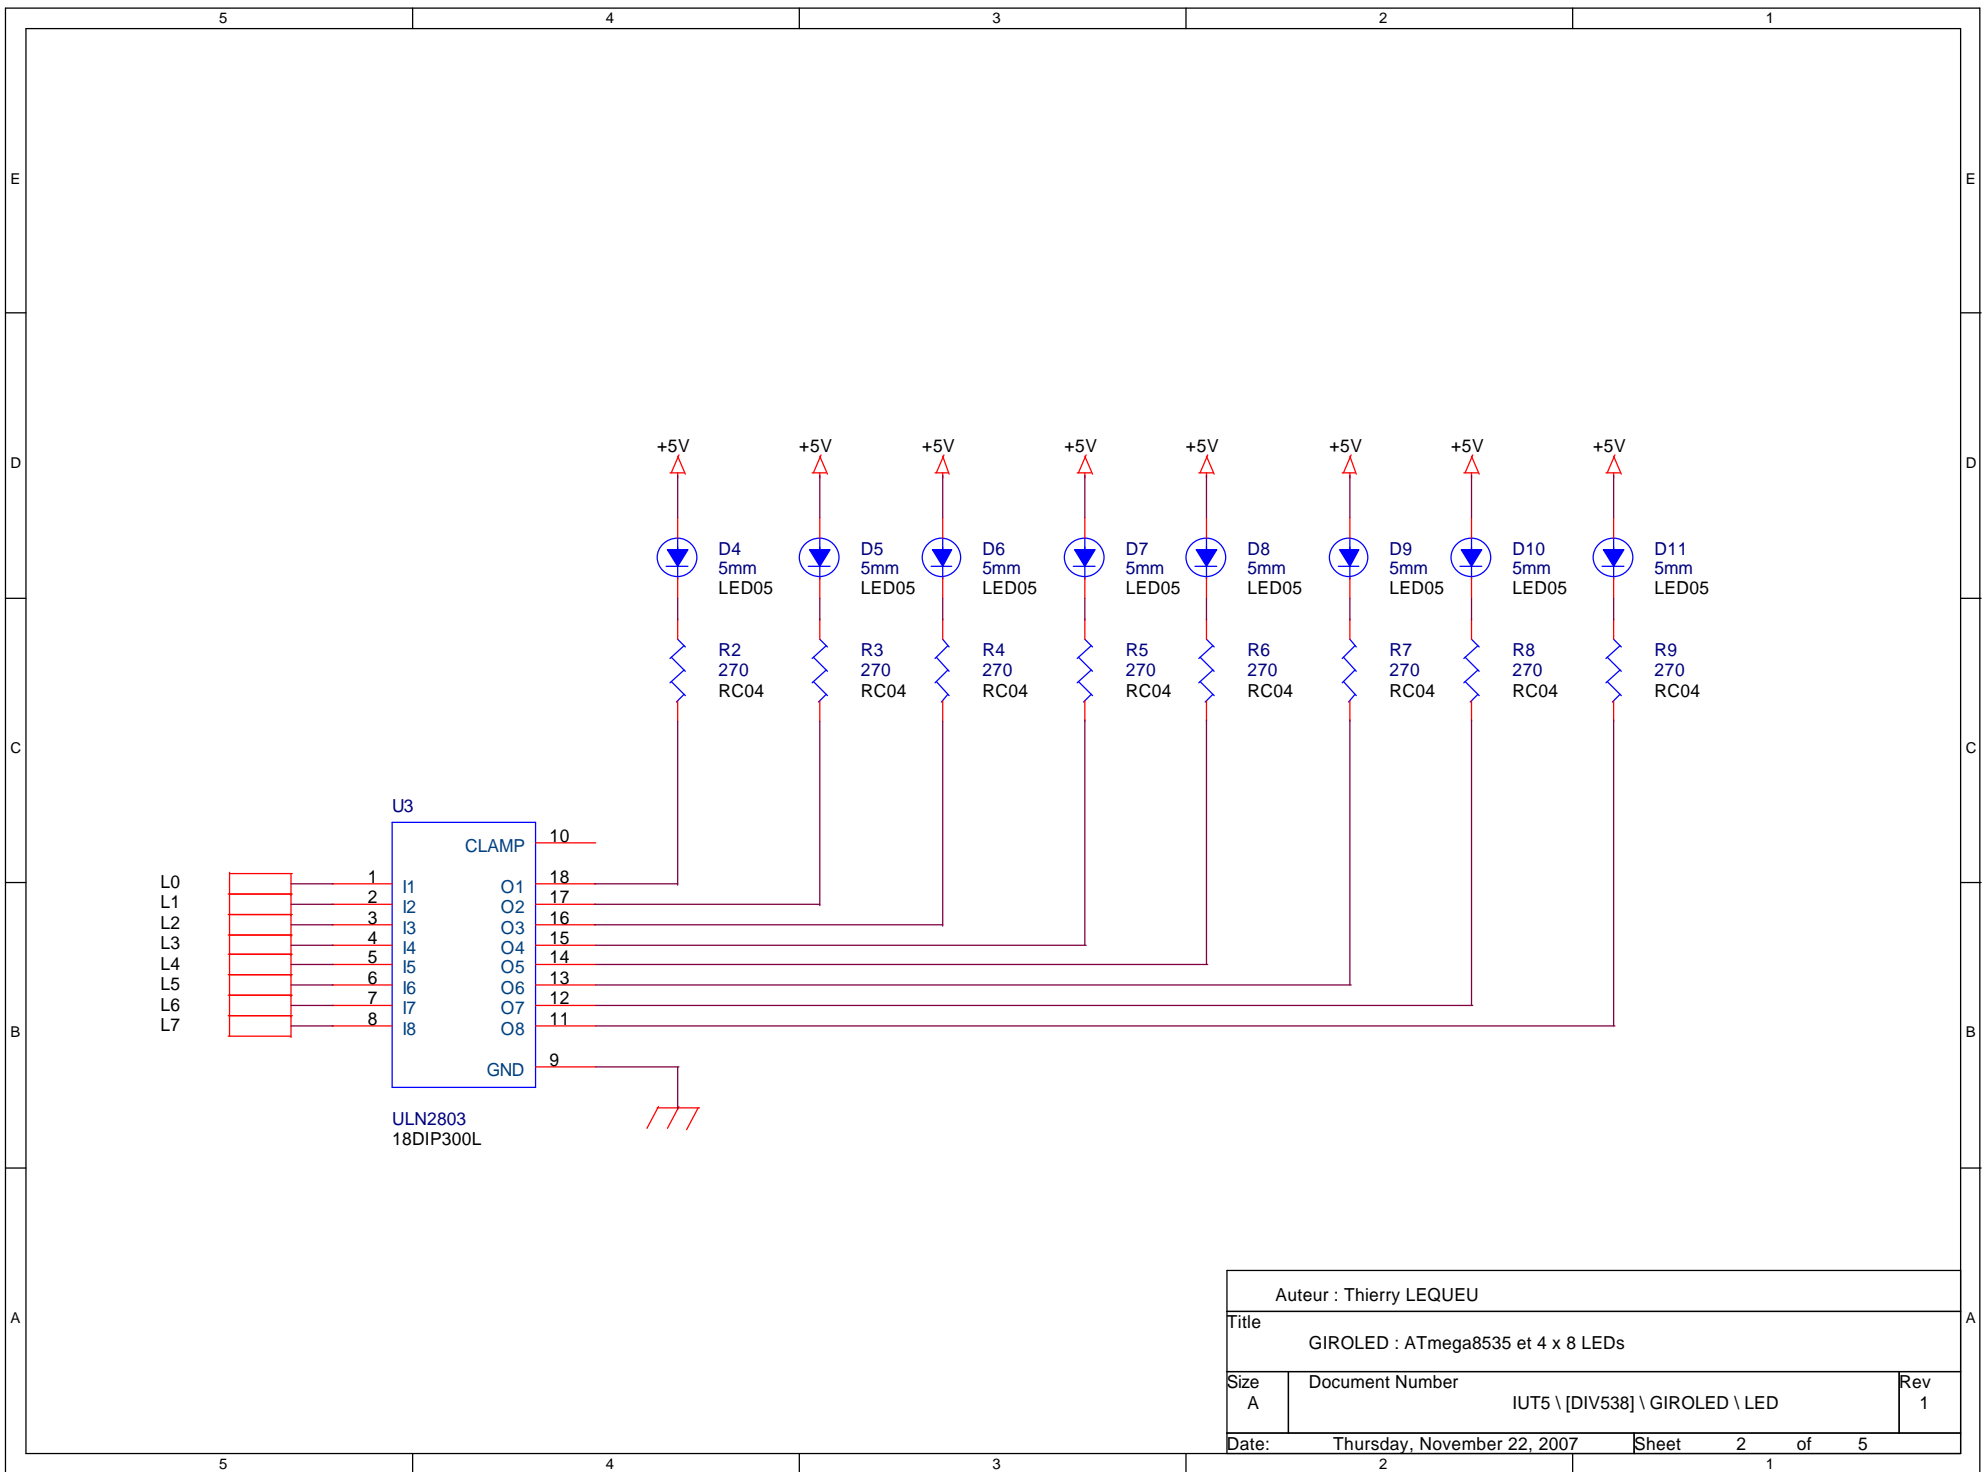 5 4 3 2 1
E E
+5V +5V +5V +5V +5V +5V +5V +5V
D D
D4 D5 D6 D7 D8 D9 D10 D11
5mm 5mm 5mm 5mm 5mm 5mm 5mm 5mm
LED05 LED05 LED05 LED05 LED05 LED05 LED05 LED05
R2 R3 R4 R5 R6 R7 R8 R9
270 270 270 270 270 270 270 270
RC04 RC04 RC04 RC04 RC04 RC04 RC04 RC04
C C
U3
CLAMP 10
L0 1 I1 O1 18
L1 2 I2 O2 17
L2 3 I3 O3 16
L3 4 I4 O4 15
L4 5 I5 O5 14
L5 6 I6 O6 13
L6 7 I7 O7 12
L7 8 I8 O8 11
B B
GND 9
ULN2803
18DIP300L
Auteur : Thierry LEQUEU
A A
Title
GIROLED : ATmega8535 et 4 x 8 LEDs
Size Document Number Rev
A IUT5 \ [DIV538] \ GIROLED \ LED 1
Date: Thursday, November 22, 2007 Sheet 2 of 5
5 4 3 2 1